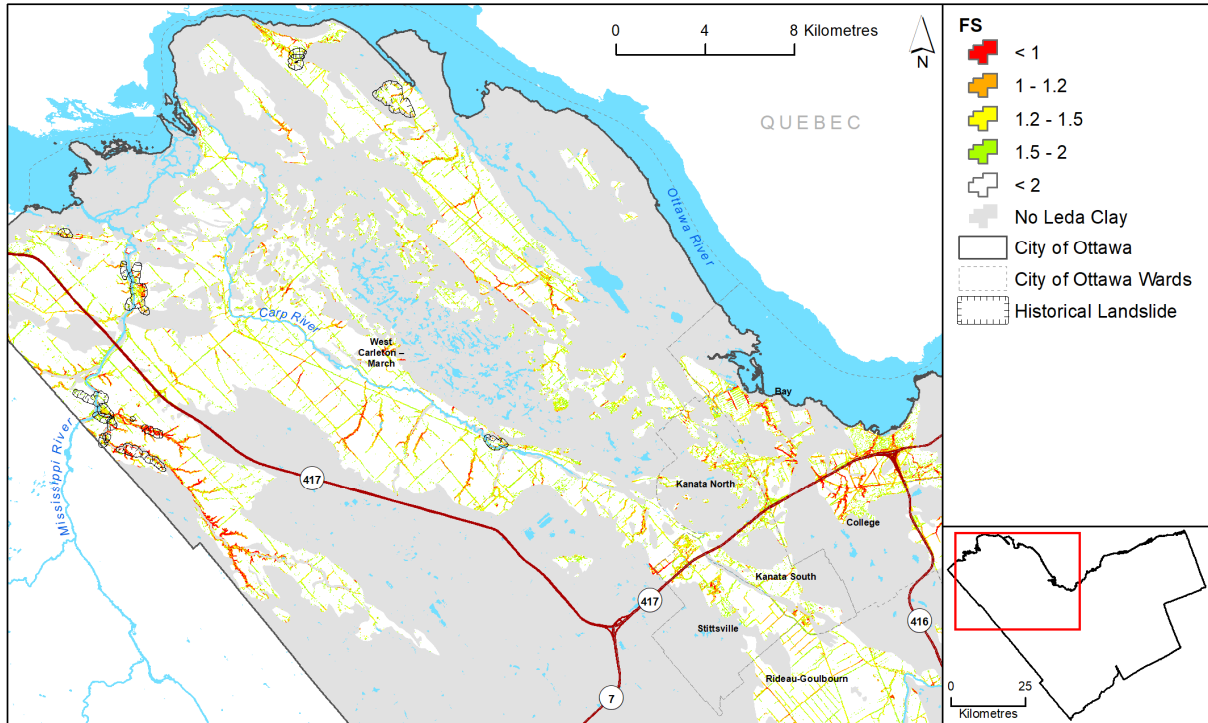 0 4 8 Kilometres
N
QUEBEC
Ottawa River
Carp River
West
Carleton –
March
Mississippi River
Bay
417
Kanata North
College
Kanata South
417
Stittsville
416
Rideau-Goulbourn
7
FS
< 1
1 - 1.2
1.2 - 1.5
1.5 - 2
< 2
No Leda Clay
City of Ottawa
City of Ottawa Wards
Historical Landslide
0 25
Kilometres